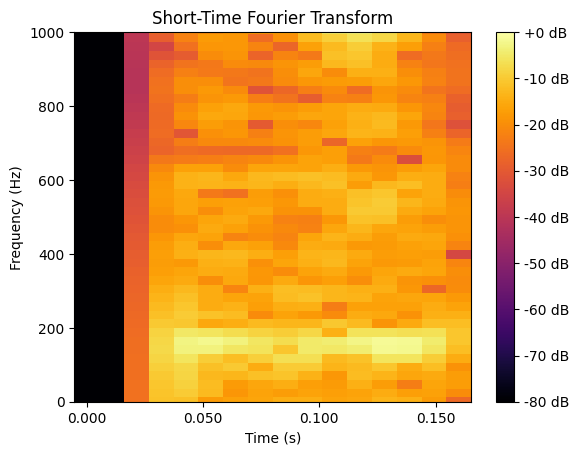 Short-Time Fourier Transform
1000
800
600
400
200
0
Frequency (Hz)
0.000
0.050
0.100
0.150
Time (s)
+0 dB
-10 dB
-20 dB
-30 dB
-40 dB
-50 dB
-60 dB
-70 dB
-80 dB